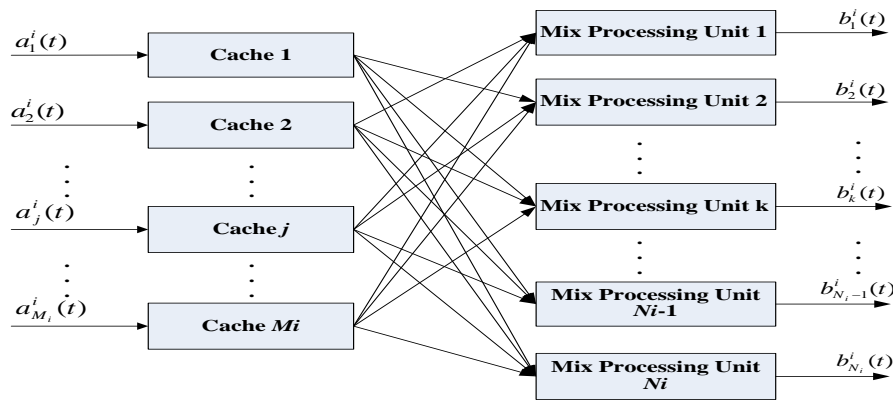 a_1^i(t)
Cache 1
Mix Processing Unit 1
b_1^i(t)
a_2^i(t)
Cache 2
Mix Processing Unit 2
b_2^i(t)
a_j^i(t)
Cache j
Mix Processing Unit k
b_k^i(t)
a_{M_i}^i(t)
Cache Mi
Mix Processing Unit
Ni-1
b_{N_i-1}^i(t)
Mix Processing Unit
Ni
b_{N_i}^i(t)